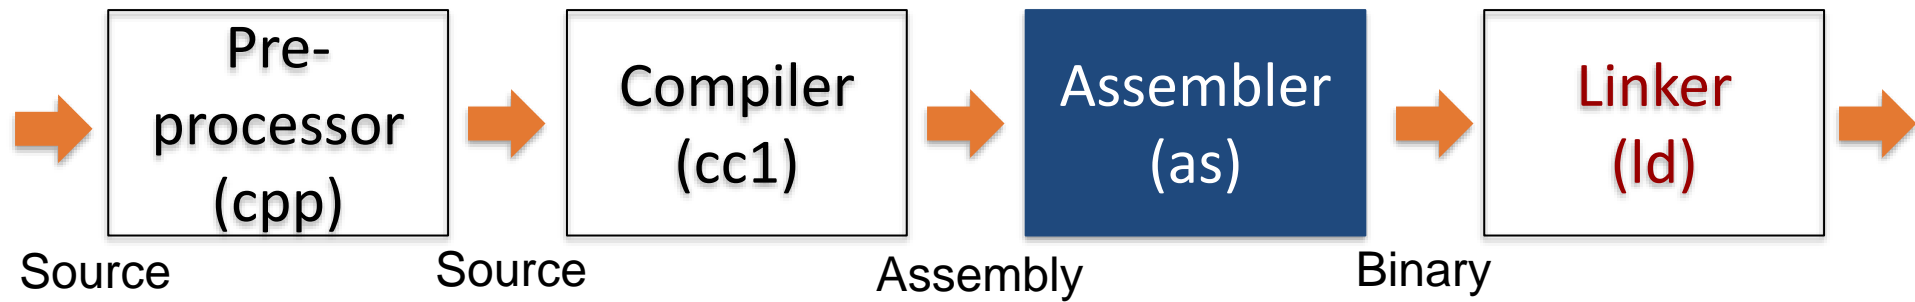 Pre-
processor
(cpp)
Compiler
(cc1)
Assembler
(as)
Linker
(ld)
Source
Source
Assembly
Binary